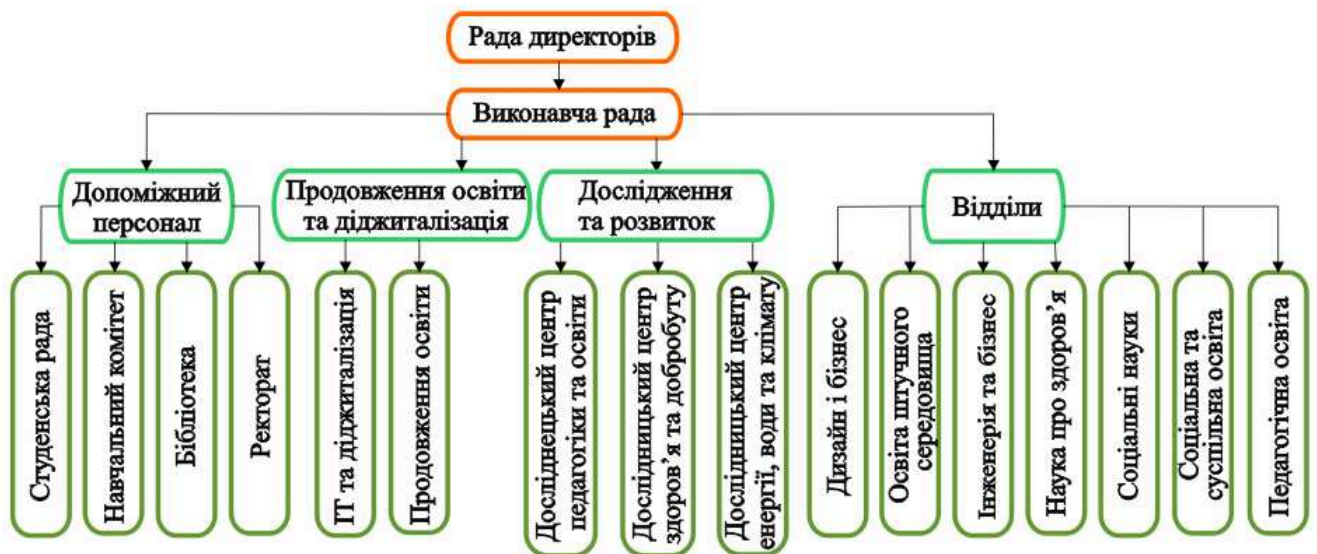 Рада директорів
Виконавча рада
Допоміжний
персонал
Продовження освіти
та діджиталізація
Дослідження
та розвиток
Відділи
Студенська рада
Навчальний комітет
Бібліотека
Ректорат
ІТ та діджиталізація
Продовження освіти
Досліднецький центр
педагогіки та освіти
Дослідницький центр
здоров’я та добробуту
Дослідницький центр
енергії, води та клімату
Дизайн і бізнес
Освіта штучного
середовища
Інженерія та бізнес
Наука про здоров’я
Соціальні науки
Соціальна та
суспільна освіта
Педагогічна освіта